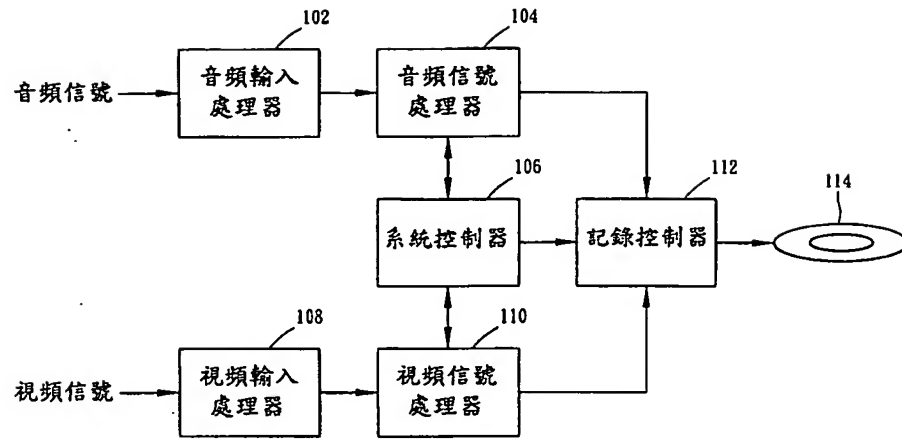 102
104
音頻信號
音頻輸入
處理器
音頻信號
處理器
106
112
114
系統控制器
記錄控制器
108
110
視頻信號
視頻輸入
處理器
視頻信號
處理器